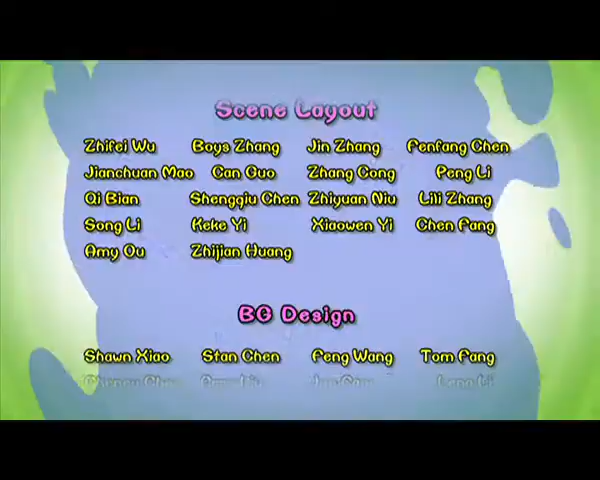 Scene Layout
Zhifei Wu Boys Zhang Jin Zhang Fenfang Chen
Jianchuan Mao Can Guo Zhang Cong Peng Li
Qi Bian Shengqiu Chen Zhiyuan Niu Lili Zhang
Song Li Keke Yi Xiaowen Yi Chen Fang
Amy Ou Zhijian Huang
BG Design
Shawn Xiao Stan Chen Feng Wang Tom Fang